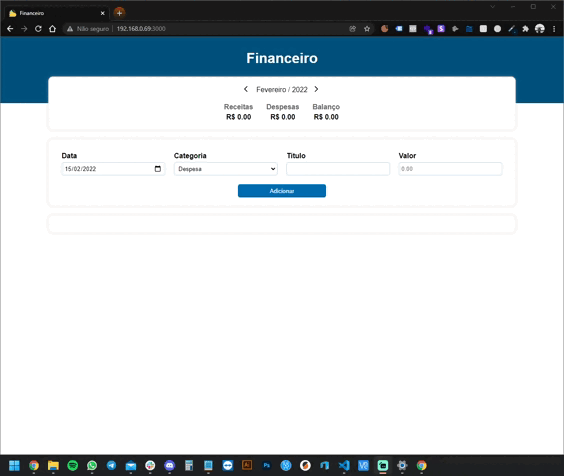 Financeiro
Não seguro | 192.168.0.69:3000
Financeiro
Fevereiro / 2022
Receitas Despesas Balanço
R$ 0.00 R$ 0.00 R$ 0.00
Data Categoria Título Valor
15/02/2022 Despesa 0.00
Adicionar